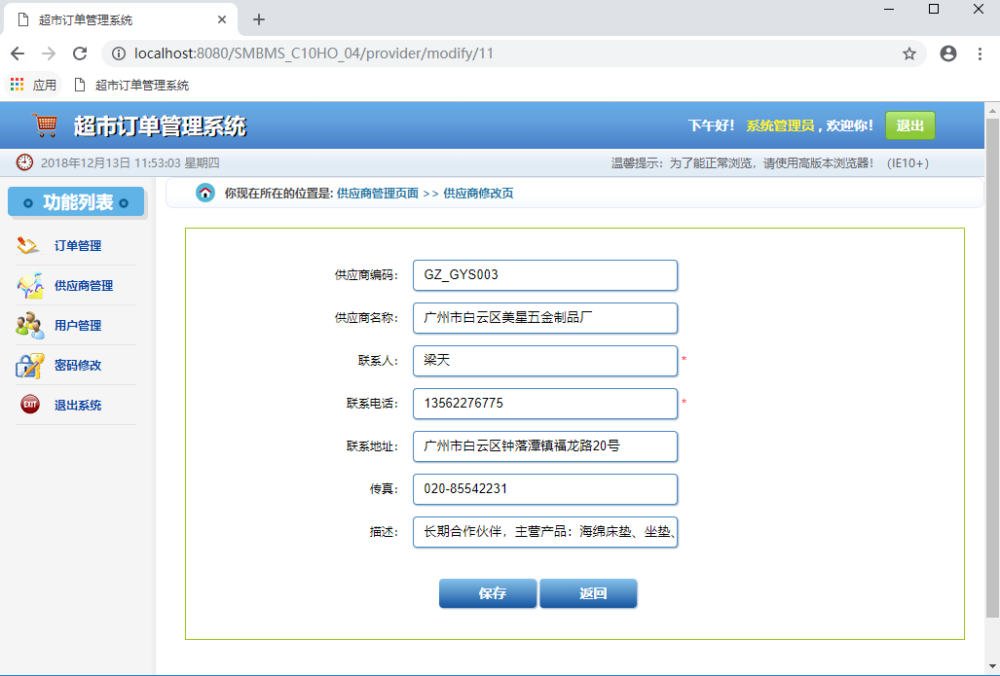 超市订单管理系统
localhost:8080/SMBMS_C10HO_04/provider/modify/11
应用 超市订单管理系统
超市订单管理系统 下午好！ 系统管理员 , 欢迎你！ 退出
2018年12月13日 11:53:03 星期四 温馨提示：为了能正常浏览，请使用高版本浏览器！（IE10+）
功能列表 你现在所在的位置是: 供应商管理页面 >> 供应商修改页
订单管理
供应商管理
用户管理
密码修改
EXIT 退出系统
供应商编码： GZ_GYS003
供应商名称： 广州市白云区美星五金制品厂
联系人： 梁天 *
联系电话： 13562276775 *
联系地址： 广州市白云区钟落潭镇福龙路20号
传真： 020-85542231
描述： 长期合作伙伴，主营产品：海绵床垫、坐垫、
保存 返回